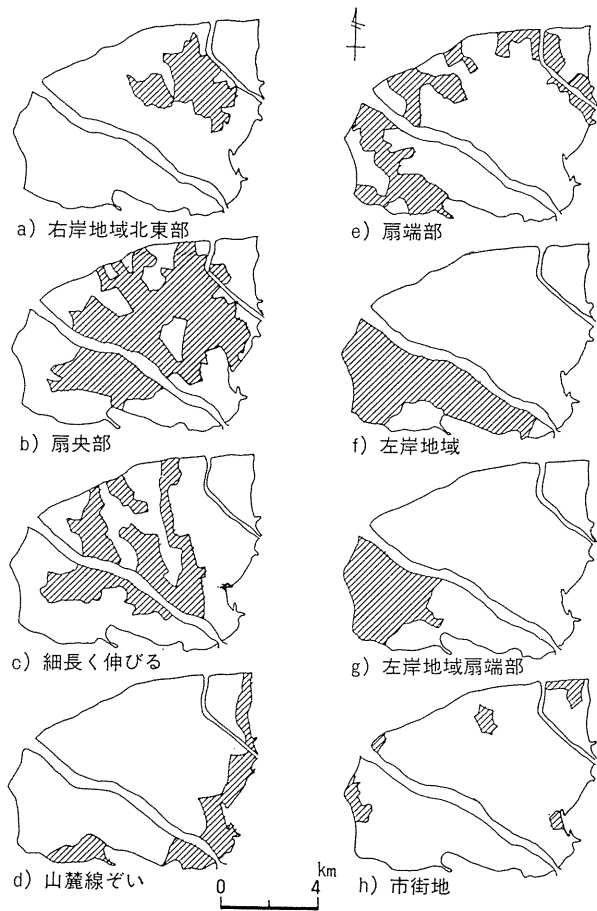 a) 右岸地域北東部
b) 扇央部
c) 細長く伸びる
d) 山麓線ぞい
e) 扇端部
f) 左岸地域
g) 左岸地域扇端部
h) 市街地
km
0 4